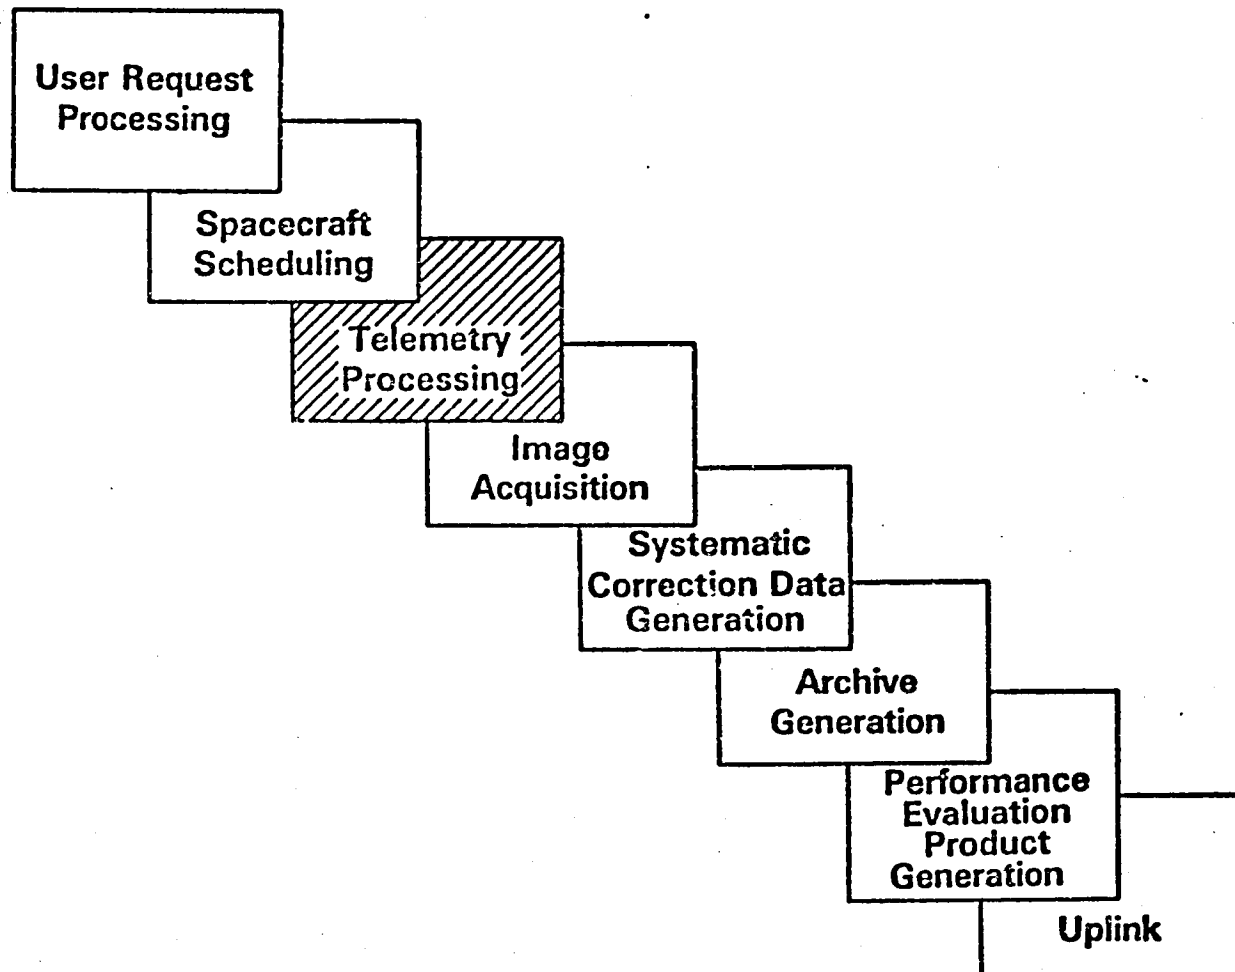 User Request
Processing
Spacecraft
Scheduling
Telemetry
Processing
Image
Acquisition
Systematic
Correction Data
Generation
Archive
Generation
Performance
Evaluation
Product
Generation
Uplink